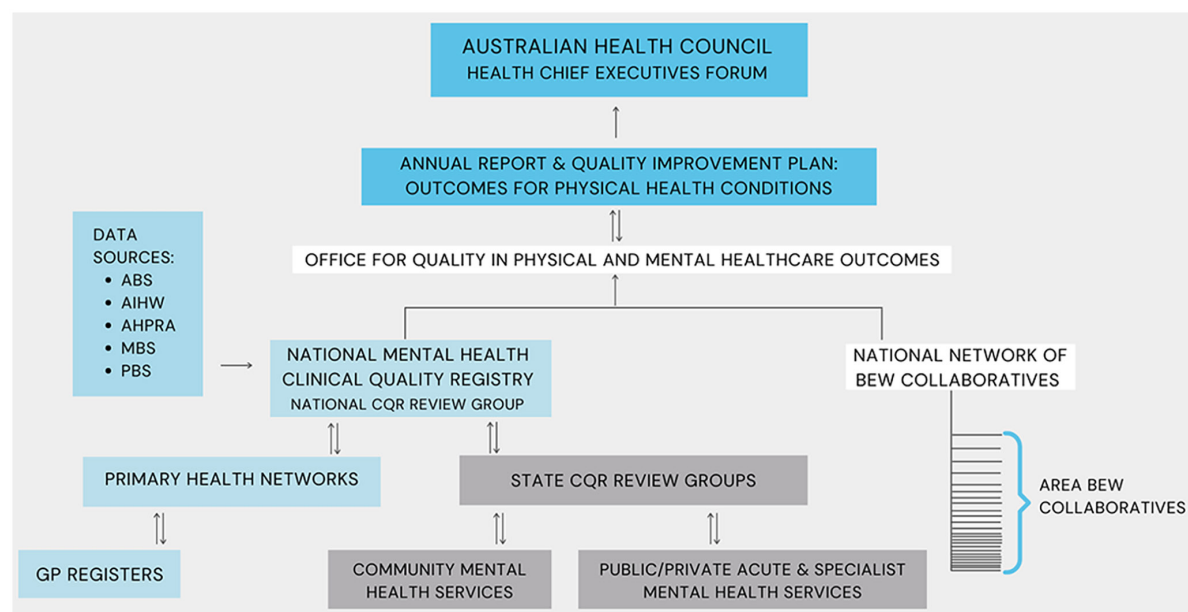 AUSTRALIAN HEALTH COUNCIL
HEALTH CHIEF EXECUTIVES FORUM
ANNUAL REPORT & QUALITY IMPROVEMENT PLAN:
OUTCOMES FOR PHYSICAL HEALTH CONDITIONS
OFFICE FOR QUALITY IN PHYSICAL AND MENTAL HEALTHCARE OUTCOMES
DATA
SOURCES:
• ABS
• AIHW
• AHPRA
• MBS
• PBS
NATIONAL MENTAL HEALTH
CLINICAL QUALITY REGISTRY
NATIONAL CQR REVIEW GROUP
NATIONAL NETWORK OF
BEW COLLABORATIVES
PRIMARY HEALTH NETWORKS
STATE CQR REVIEW GROUPS
AREA BEW
COLLABORATIVES
GP REGISTERS
COMMUNITY MENTAL
HEALTH SERVICES
PUBLIC/PRIVATE ACUTE & SPECIALIST
MENTAL HEALTH SERVICES